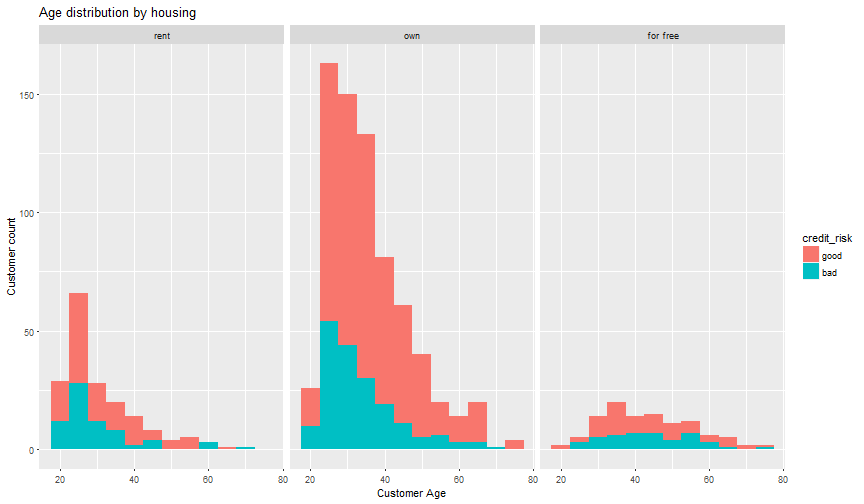 Age distribution by housing
rent own for free
150
100
50
0
Customer count
20 40 60 80 20 40 60 80 20 40 60 80
Customer Age
credit_risk
good
bad